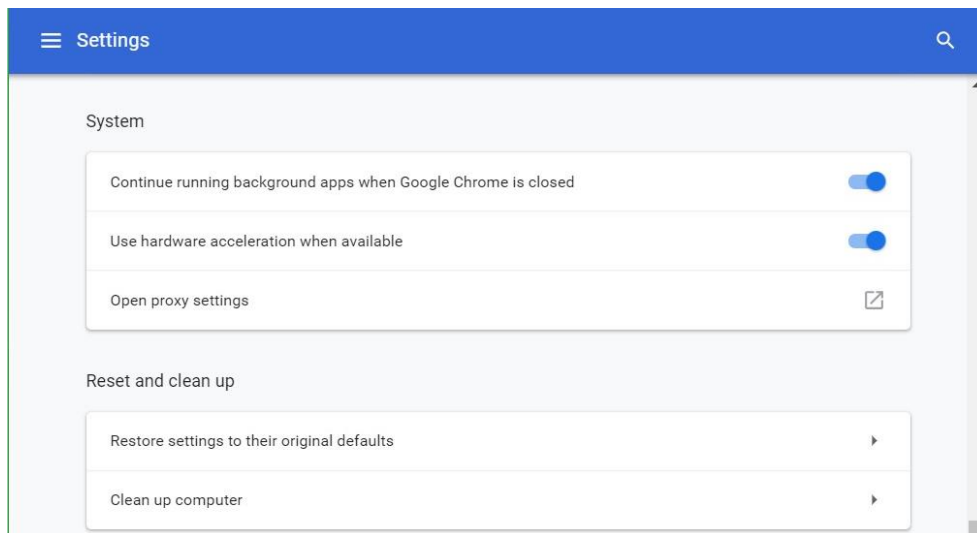 Settings
System
Continue running background apps when Google Chrome is closed
Use hardware acceleration when available
Open proxy settings
Reset and clean up
Restore settings to their original defaults
Clean up computer